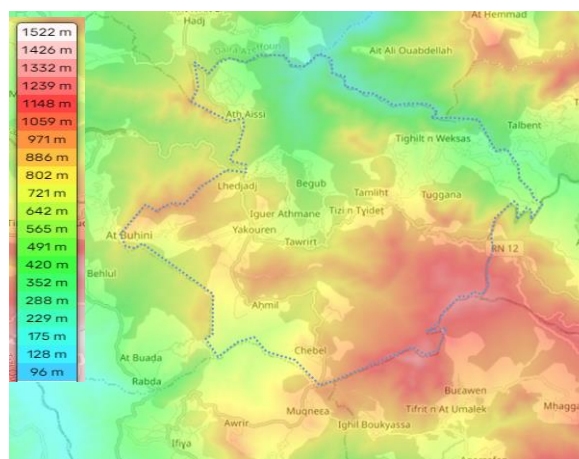 1522 m
1426 m
1332 m
1239 m
1148 m
1059 m
971 m
886 m
802 m
721 m
642 m
565 m
491 m
420 m
352 m
288 m
229 m
175 m
128 m
96 m
Hadj
At Hemmad
Ait Ali Ouabdellah
Ath Aissi
Talbent
Tighilt n Weksas
Lhedjadj
Begub
Tamliht
Tuggana
Iguer Athmane
Tizi n Tyidet
Yakouren
At Buhini
Tawrirt
RN 12
Behlul
Ahmil
At Buada
Chebel
Rabda
Bucawen
Muqneea
Tifrit n At Umalek
Mhagga
Awrir
Ighil Boukyassa
Ifiya